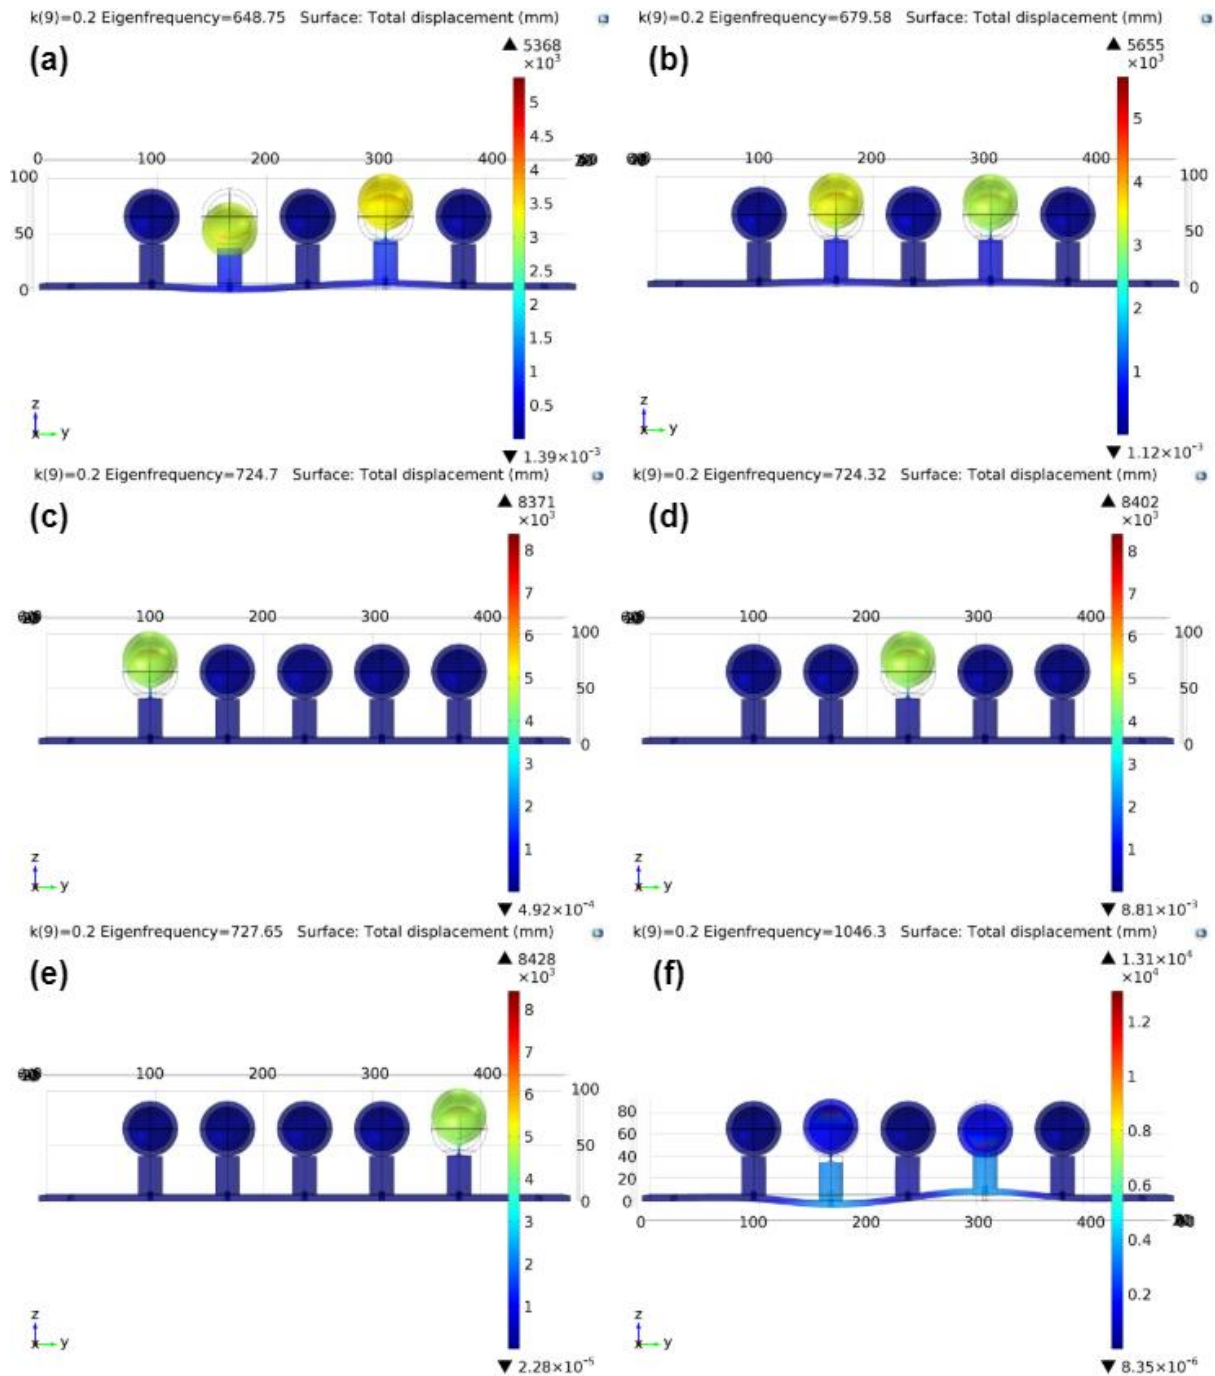 k(9)=0.2 Eigenfrequency=648.75 Surface: Total displacement (mm)
(a)
▲ 5368
×10³
5
4.5
4
3.5
3
2.5
2
1.5
1
0.5
▼ 1.39×10⁻³
0 100 200 300 400
100
50
0
z
y
k(9)=0.2 Eigenfrequency=679.58 Surface: Total displacement (mm)
(b)
▲ 5655
×10³
5
4
3
2
1
▼ 1.12×10⁻³
100 200 300 400
100
50
0
z
y
k(9)=0.2 Eigenfrequency=724.7 Surface: Total displacement (mm)
(c)
▲ 8371
×10³
8
7
6
5
4
3
2
1
▼ 4.92×10⁻⁴
100 200 300 400
100
50
0
z
y
k(9)=0.2 Eigenfrequency=724.32 Surface: Total displacement (mm)
(d)
▲ 8402
×10³
8
7
6
5
4
3
2
1
▼ 8.81×10⁻³
100 200 300 400
100
50
0
z
y
k(9)=0.2 Eigenfrequency=727.65 Surface: Total displacement (mm)
(e)
▲ 8428
×10³
8
7
6
5
4
3
2
1
▼ 2.28×10⁻⁵
100 200 300 400
100
50
0
z
y
k(9)=0.2 Eigenfrequency=1046.3 Surface: Total displacement (mm)
(f)
▲ 1.31×10⁴
×10⁴
1.2
1
0.8
0.6
0.4
0.2
▼ 8.35×10⁻⁶
80
60
40
20
0
0 100 200 300 400
z
y